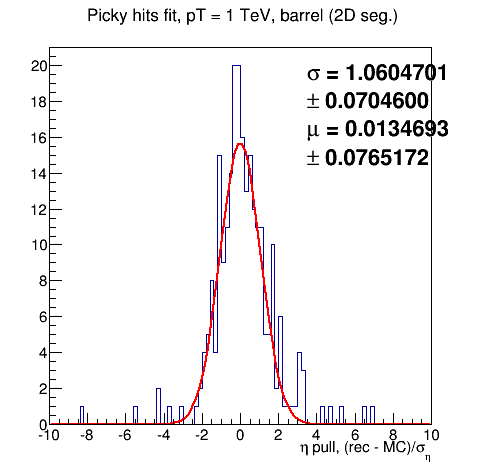 Picky hits fit, pT = 1 TeV, barrel (2D seg.)
σ = 1.0604701
± 0.0704600
μ = 0.0134693
± 0.0765172
20
18
16
14
12
10
8
6
4
2
0
-10 -8 -6 -4 -2 0 2 4 6 8 10
η pull, (rec - MC)/σ_η